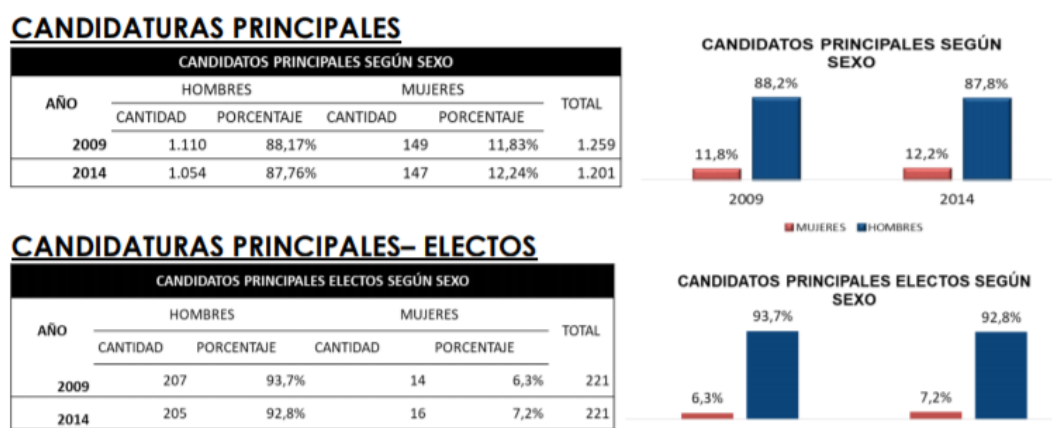 CANDIDATURAS PRINCIPALES
CANDIDATOS PRINCIPALES SEGÚN SEXO
AÑO HOMBRES MUJERES TOTAL
CANTIDAD PORCENTAJE CANTIDAD PORCENTAJE
2009 1.110 88,17% 149 11,83% 1.259
2014 1.054 87,76% 147 12,24% 1.201
CANDIDATOS PRINCIPALES SEGÚN
SEXO
88,2% 87,8%
11,8% 12,2%
2009 2014
MUJERES HOMBRES
CANDIDATURAS PRINCIPALES– ELECTOS
CANDIDATOS PRINCIPALES ELECTOS SEGÚN SEXO
AÑO HOMBRES MUJERES TOTAL
CANTIDAD PORCENTAJE CANTIDAD PORCENTAJE
2009 207 93,7% 14 6,3% 221
2014 205 92,8% 16 7,2% 221
CANDIDATOS PRINCIPALES ELECTOS SEGÚN
SEXO
93,7% 92,8%
6,3% 7,2%